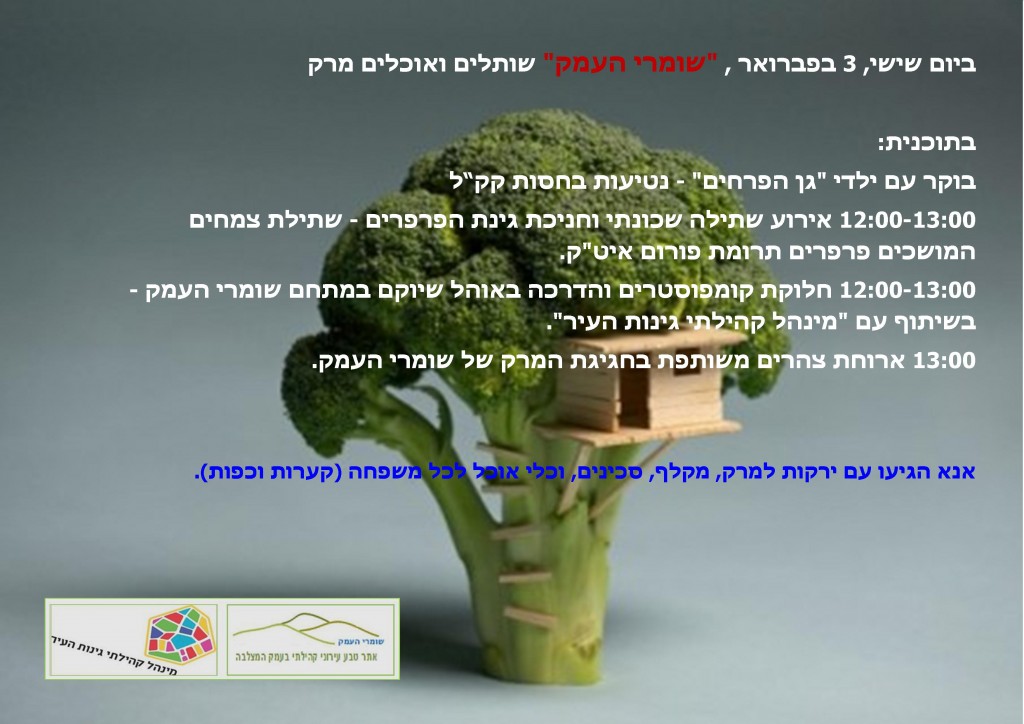 ביום שישי, 3 בפברואר , "שומרי העמק" שותלים ואוכלים מרק
בתוכנית:
בוקר עם ילדי "גן הפרחים" - נטיעות בחסות קק"ל
12:00-13:00 אירוע שתילה שכונתי וחניכת גינת הפרפרים - שתילת צמחים
המושכים פרפרים תרומת פורום איט"ק.
12:00-13:00 חלוקת קומפוסטרים והדרכה באוהל שיוקם במתחם שומרי העמק -
בשיתוף עם "מינהל קהילתי גינות העיר".
13:00 ארוחת צהרים משותפת בחגיגת המרק של שומרי העמק.
אנא הגיעו עם ירקות למרק, מקלף, סכינים, וכלי אוכל לכל משפחה (קערות וכפות).
שומרי העמק
אתר טבע עירוני קהילתי בעמק המצלבה
מינהל קהילתי גינות העיר